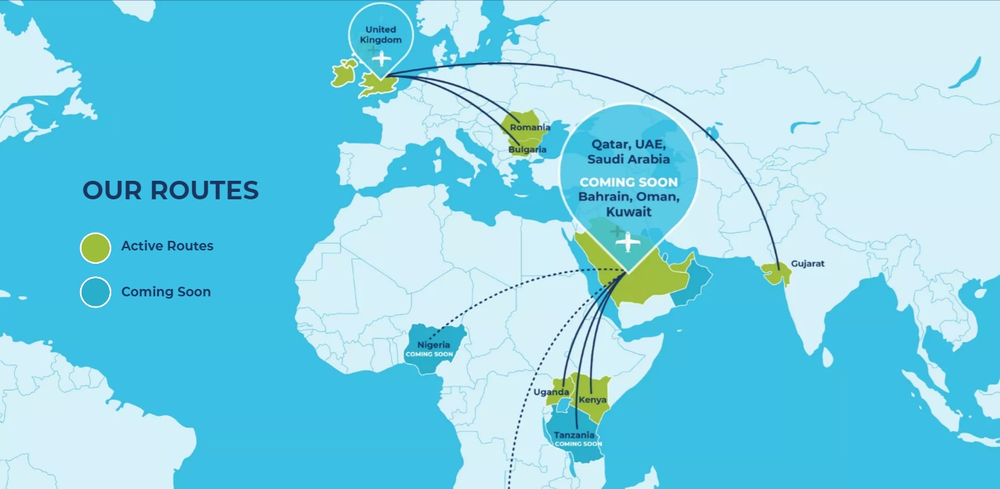 United
Kingdom
Romania
Bulgaria
Qatar, UAE,
Saudi Arabia
COMING SOON
Bahrain, Oman,
Kuwait
OUR ROUTES
Active Routes
Coming Soon
Gujarat
Nigeria
COMING SOON
Uganda
Kenya
Tanzania
COMING SOON